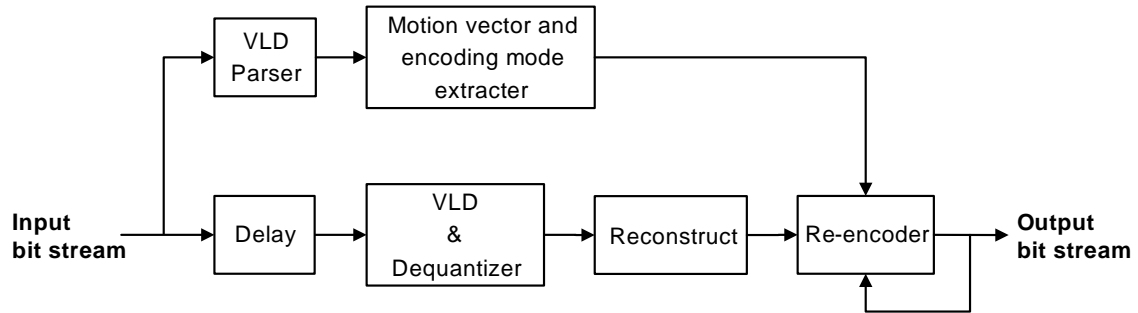 VLD
Parser
Motion vector and
encoding mode
extracter
Input
bit stream
Delay
VLD
&
Dequantizer
Reconstruct
Re-encoder
Output
bit stream